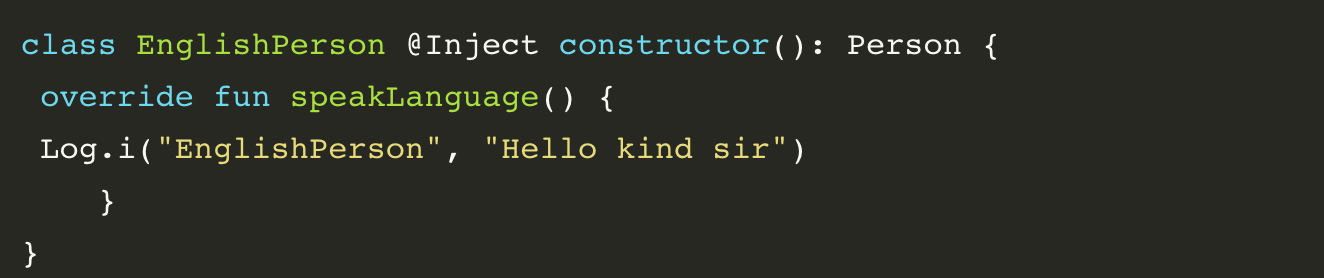 class EnglishPerson @Inject constructor(): Person {
 override fun speakLanguage() {
 Log.i("EnglishPerson", "Hello kind sir")
    }
}